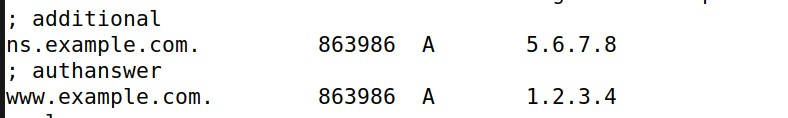 ; additional
ns.example.com. 863986 A 5.6.7.8
; authanswer
www.example.com. 863986 A 1.2.3.4